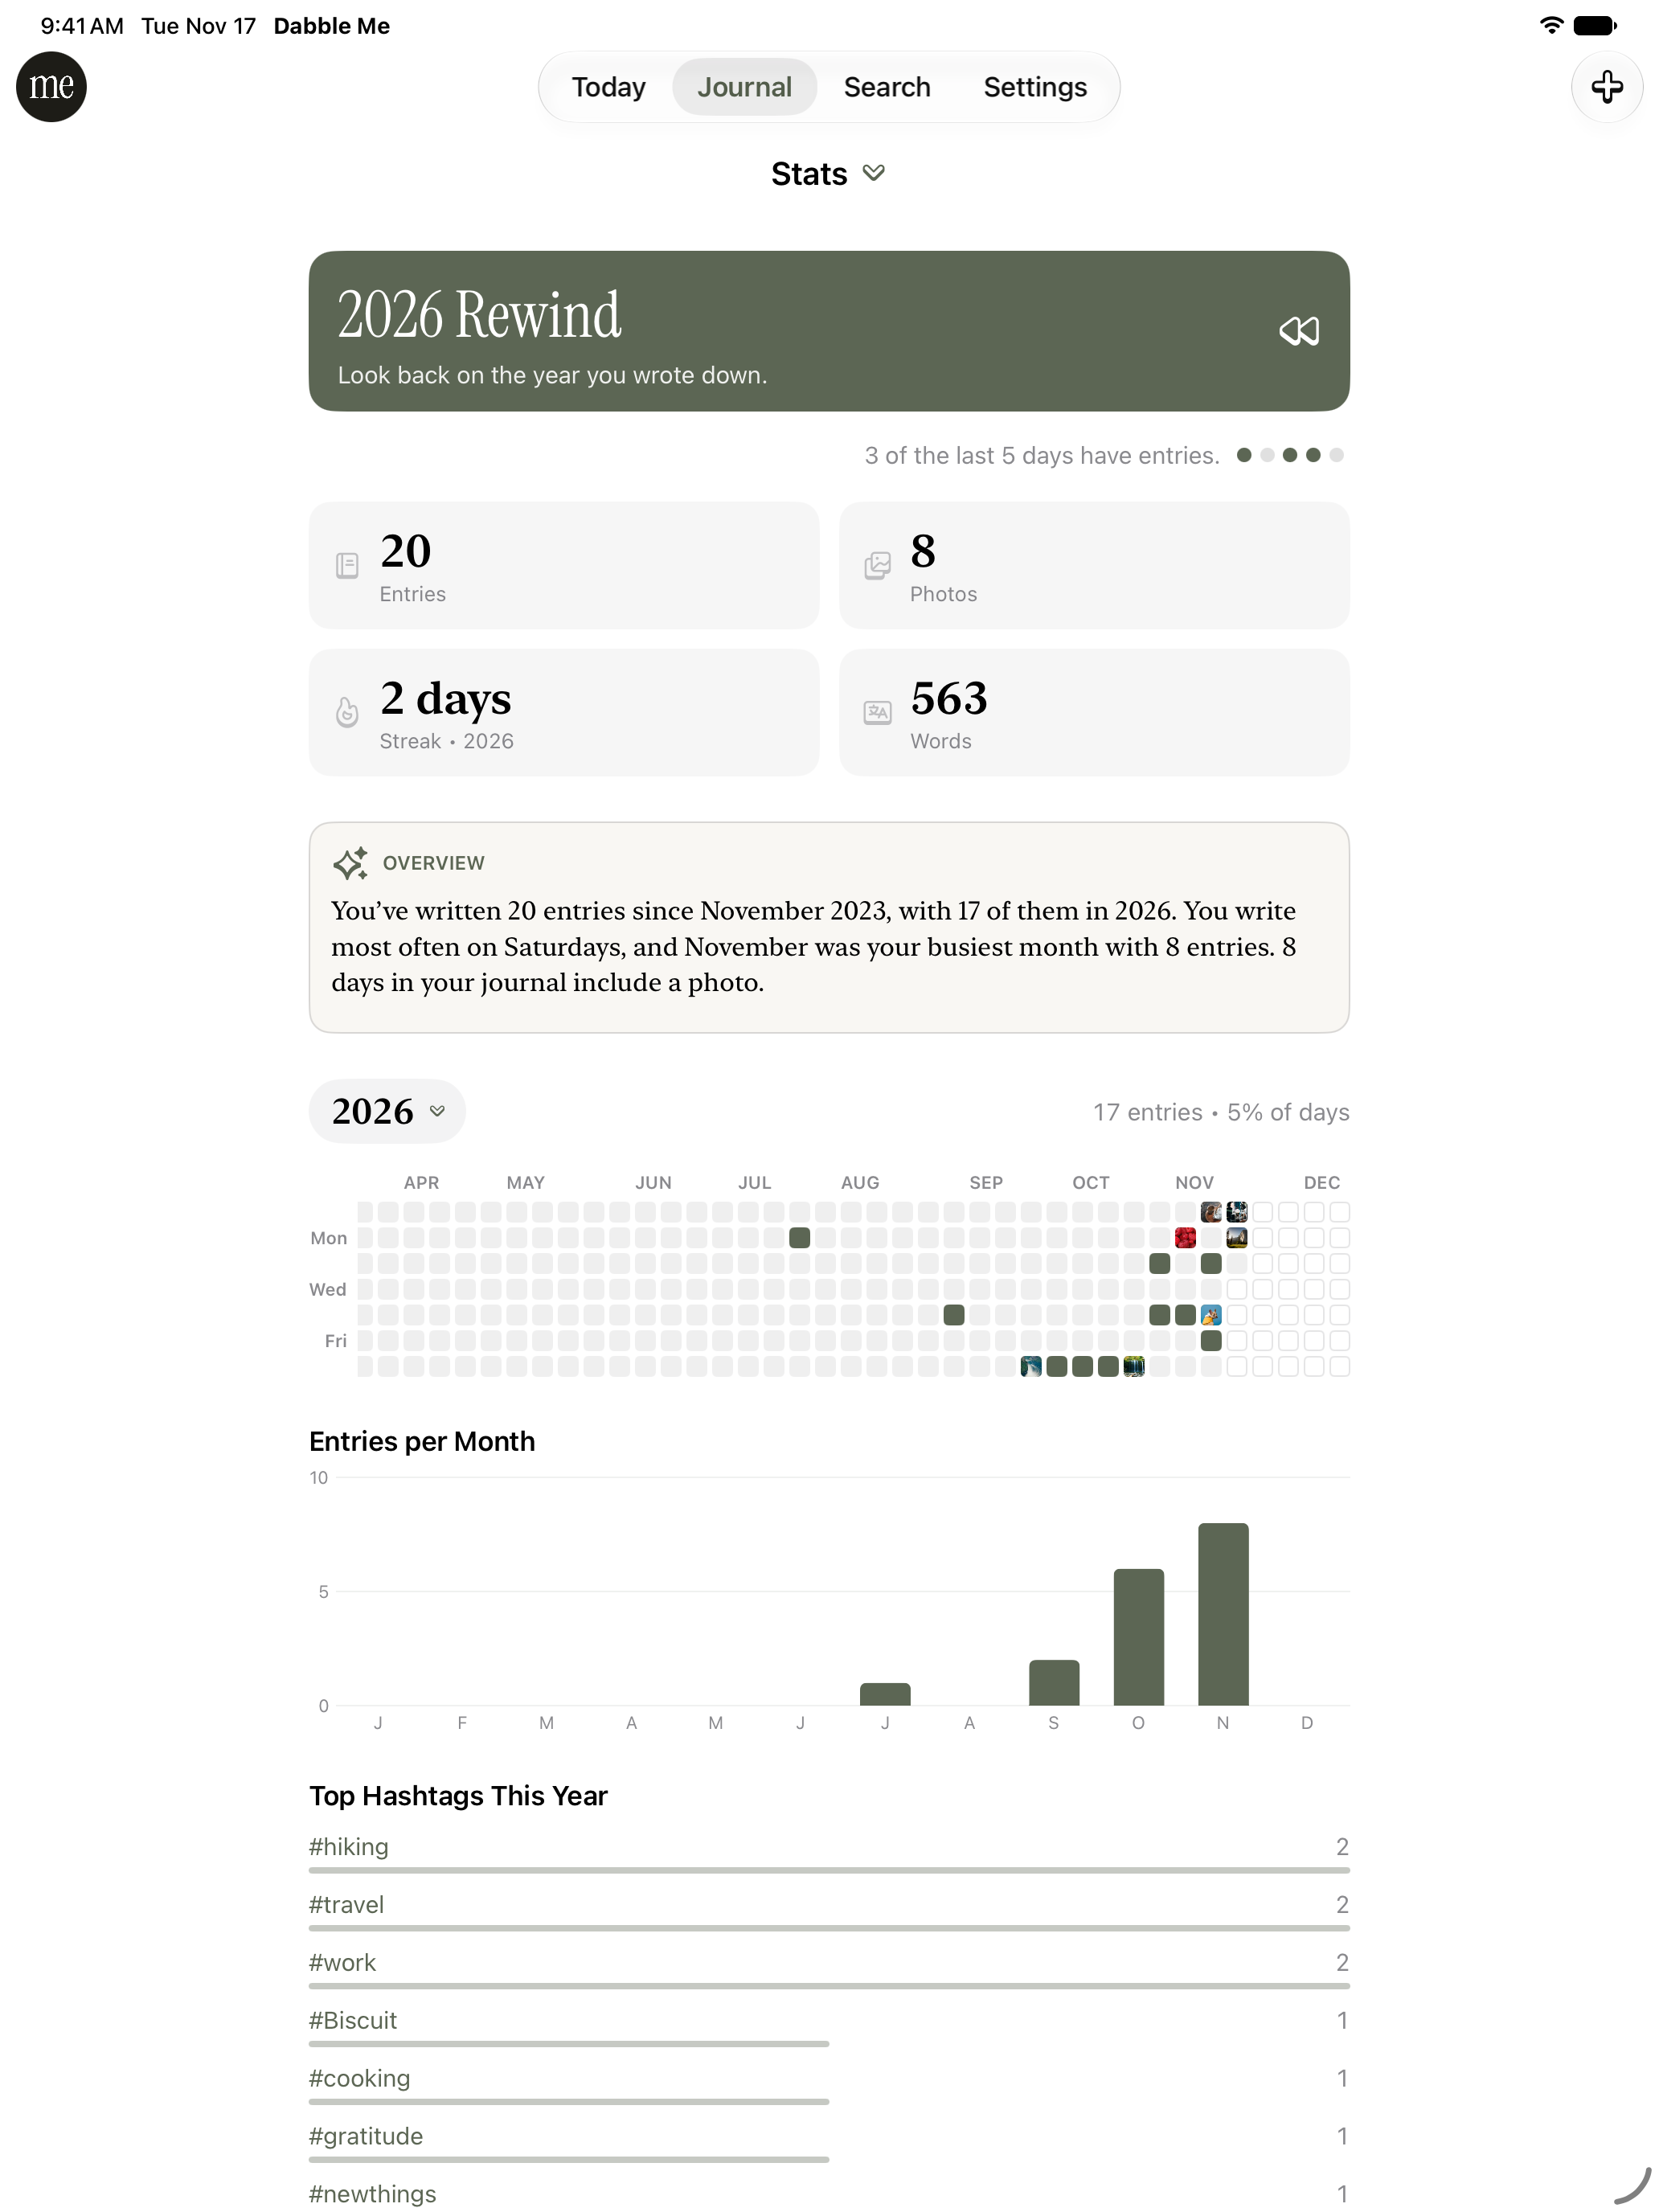 9:41 AM Tue Nov 17 Dabble Me
me
Today Journal Search Settings
Stats
2026 Rewind
Look back on the year you wrote down.
3 of the last 5 days have entries.
20
Entries
8
Photos
2 days
Streak • 2026
563
Words
OVERVIEW
You’ve written 20 entries since November 2023, with 17 of them in 2026. You write
most often on Saturdays, and November was your busiest month with 8 entries. 8
days in your journal include a photo.
2026
17 entries • 5% of days
APR MAY JUN JUL AUG SEP OCT NOV DEC
Mon
Wed
Fri
Entries per Month
10
5
0
J F M A M J J A S O N D
Top Hashtags This Year
#hiking 2
#travel 2
#work 2
#Biscuit 1
#cooking 1
#gratitude 1
#newthings 1